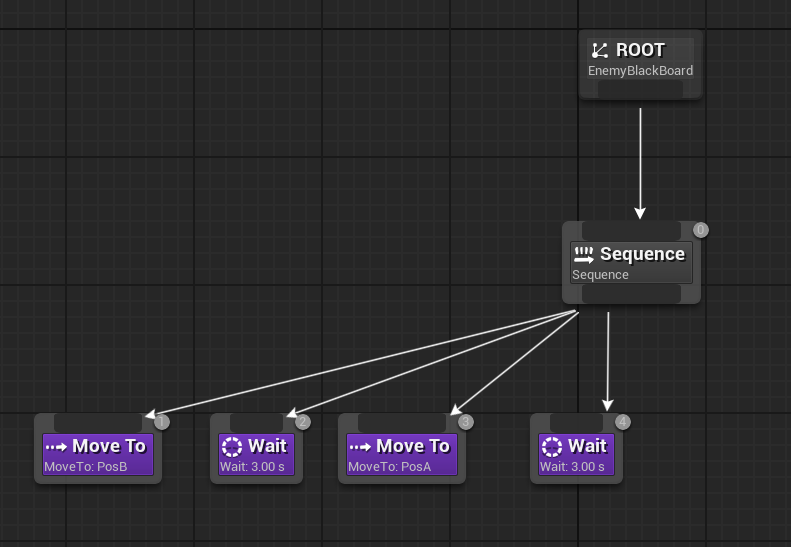 ROOT
EnemyBlackBoard
0
Sequence
Sequence
1
Move To
MoveTo: PosB
2
Wait
Wait: 3.00 s
3
Move To
MoveTo: PosA
4
Wait
Wait: 3.00 s